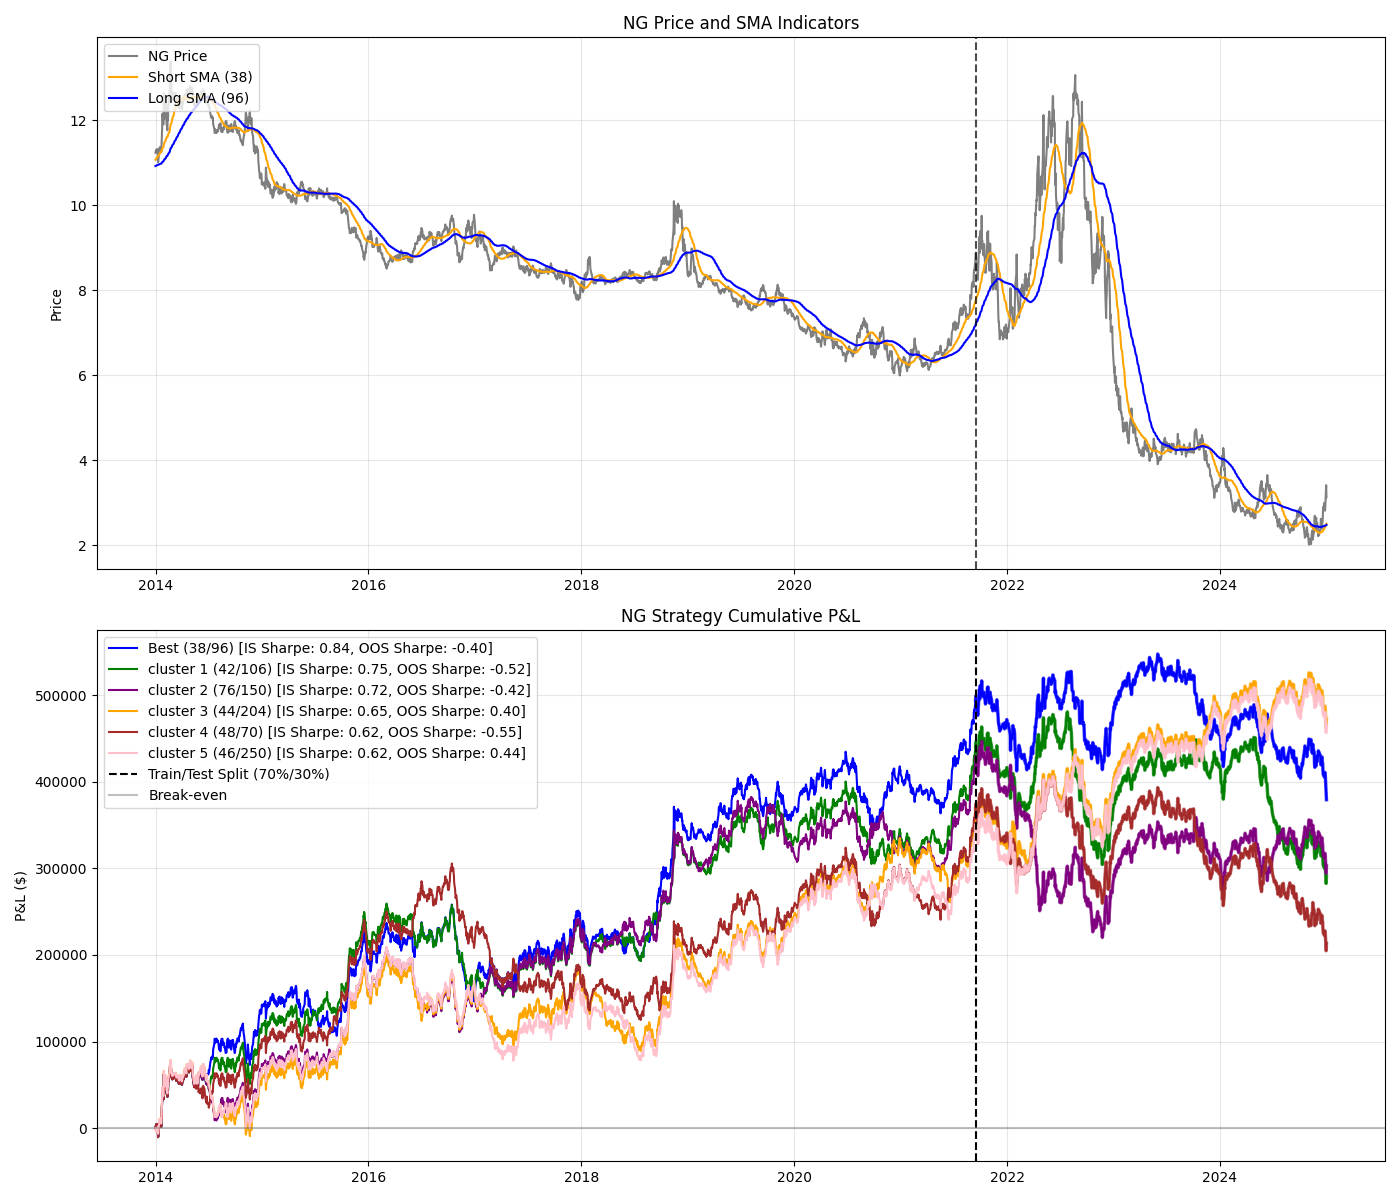 NG Price and SMA Indicators
NG Price
Short SMA (38)
Long SMA (96)
Price
12
10
8
6
4
2
2014 2016 2018 2020 2022 2024
NG Strategy Cumulative P&L
Best (38/96) [IS Sharpe: 0.84, OOS Sharpe: -0.40]
cluster 1 (42/106) [IS Sharpe: 0.75, OOS Sharpe: -0.52]
cluster 2 (76/150) [IS Sharpe: 0.72, OOS Sharpe: -0.42]
cluster 3 (44/204) [IS Sharpe: 0.65, OOS Sharpe: 0.40]
cluster 4 (48/70) [IS Sharpe: 0.62, OOS Sharpe: -0.55]
cluster 5 (46/250) [IS Sharpe: 0.62, OOS Sharpe: 0.44]
Train/Test Split (70%/30%)
Break-even
P&L ($)
500000
400000
300000
200000
100000
0
2014 2016 2018 2020 2022 2024